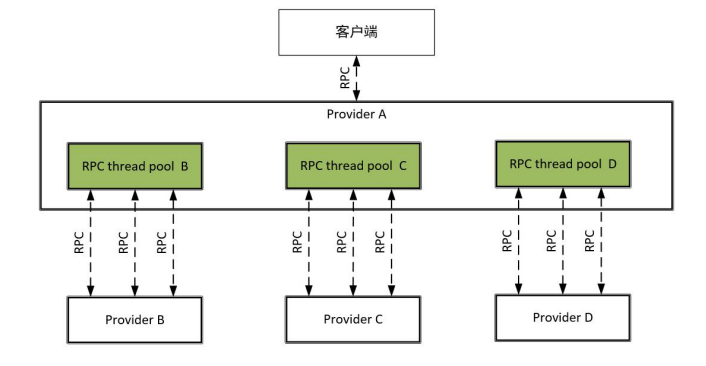 客户端
RPC
Provider A
RPC thread pool B
RPC thread pool C
RPC thread pool D
RPC
RPC
RPC
RPC
RPC
RPC
RPC
RPC
RPC
Provider B
Provider C
Provider D